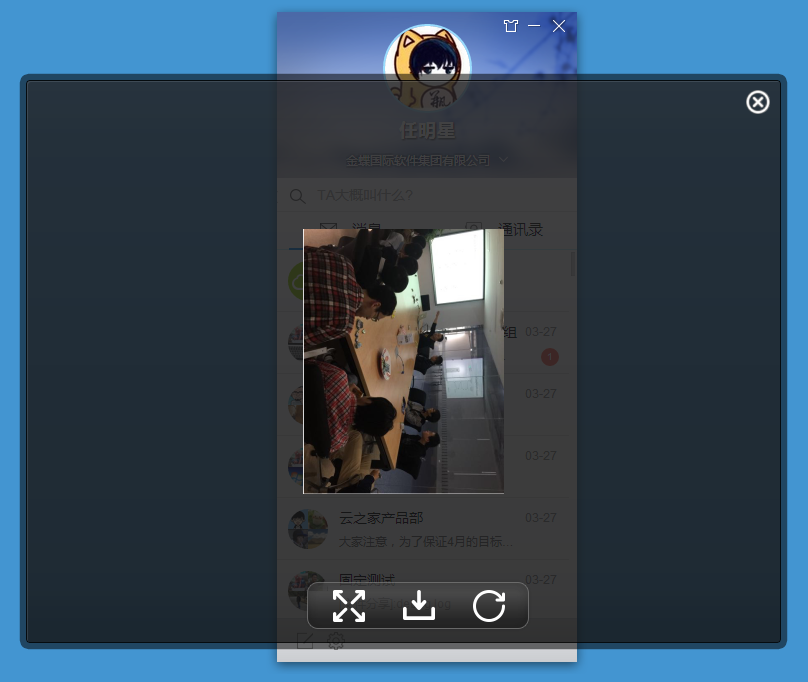 任明星
金蝶国际软件集团有限公司
TA大概叫什么?
消息
通讯录
组 03-27
1
03-27
03-27
云之家产品部 03-27
大家注意，为了保证4月的目标...
固定测试 03-27